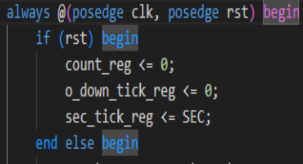 always @(posedge clk, posedge rst) begin
if (rst) begin
count_reg <= 0;
o_down_tick_reg <= 0;
sec_tick_reg <= SEC;
end else begin